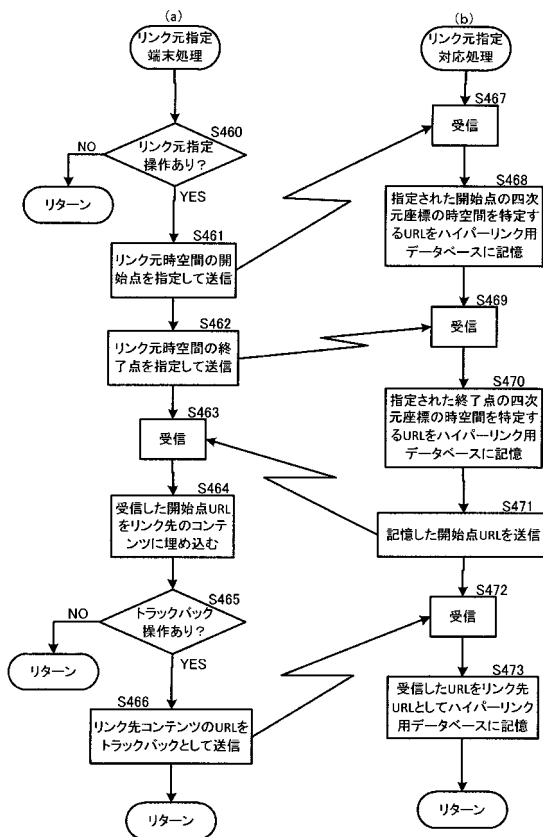 (a)
リンク元指定
端末処理
S460
リンク元指定
操作あり?
NO
リターン
YES
S461
リンク元時空間の開
始点を指定して送信
S462
リンク元時空間の終
了点を指定して送信
S463
受信
S464
受信した開始点URL
をリンク先のコンテ
ンツに埋め込む
S465
トラックバック
操作あり?
NO
リターン
YES
S466
リンク先コンテンツのURLを
トラックバックとして送信
リターン
(b)
リンク元指定
対応処理
S467
受信
S468
指定された開始点の四次
元座標の時空間を特定す
るURLをハイパーリンク用
データベースに記憶
S469
受信
S470
指定された終了点の四次
元座標の時空間を特定す
るURLをハイパーリンク用
データベースに記憶
S471
記憶した開始点URLを送信
S472
受信
S473
受信したURLをリンク先
URLとしてハイパーリンク
用データベースに記憶
リターン